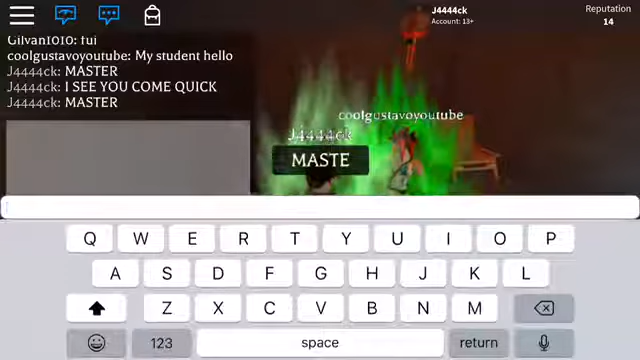 J4444ck
Account: 13+
Reputation
14
Gilvan1010: fui
coolgustavoyoutube: My student hello
J4444ck: MASTER
J4444ck: I SEE YOU COME QUICK
J4444ck: MASTER
coolgustavoyoutube
J4444ck
MASTE
Q W E R T Y U I O P
A S D F G H J K L
Z X C V B N M
123 space return